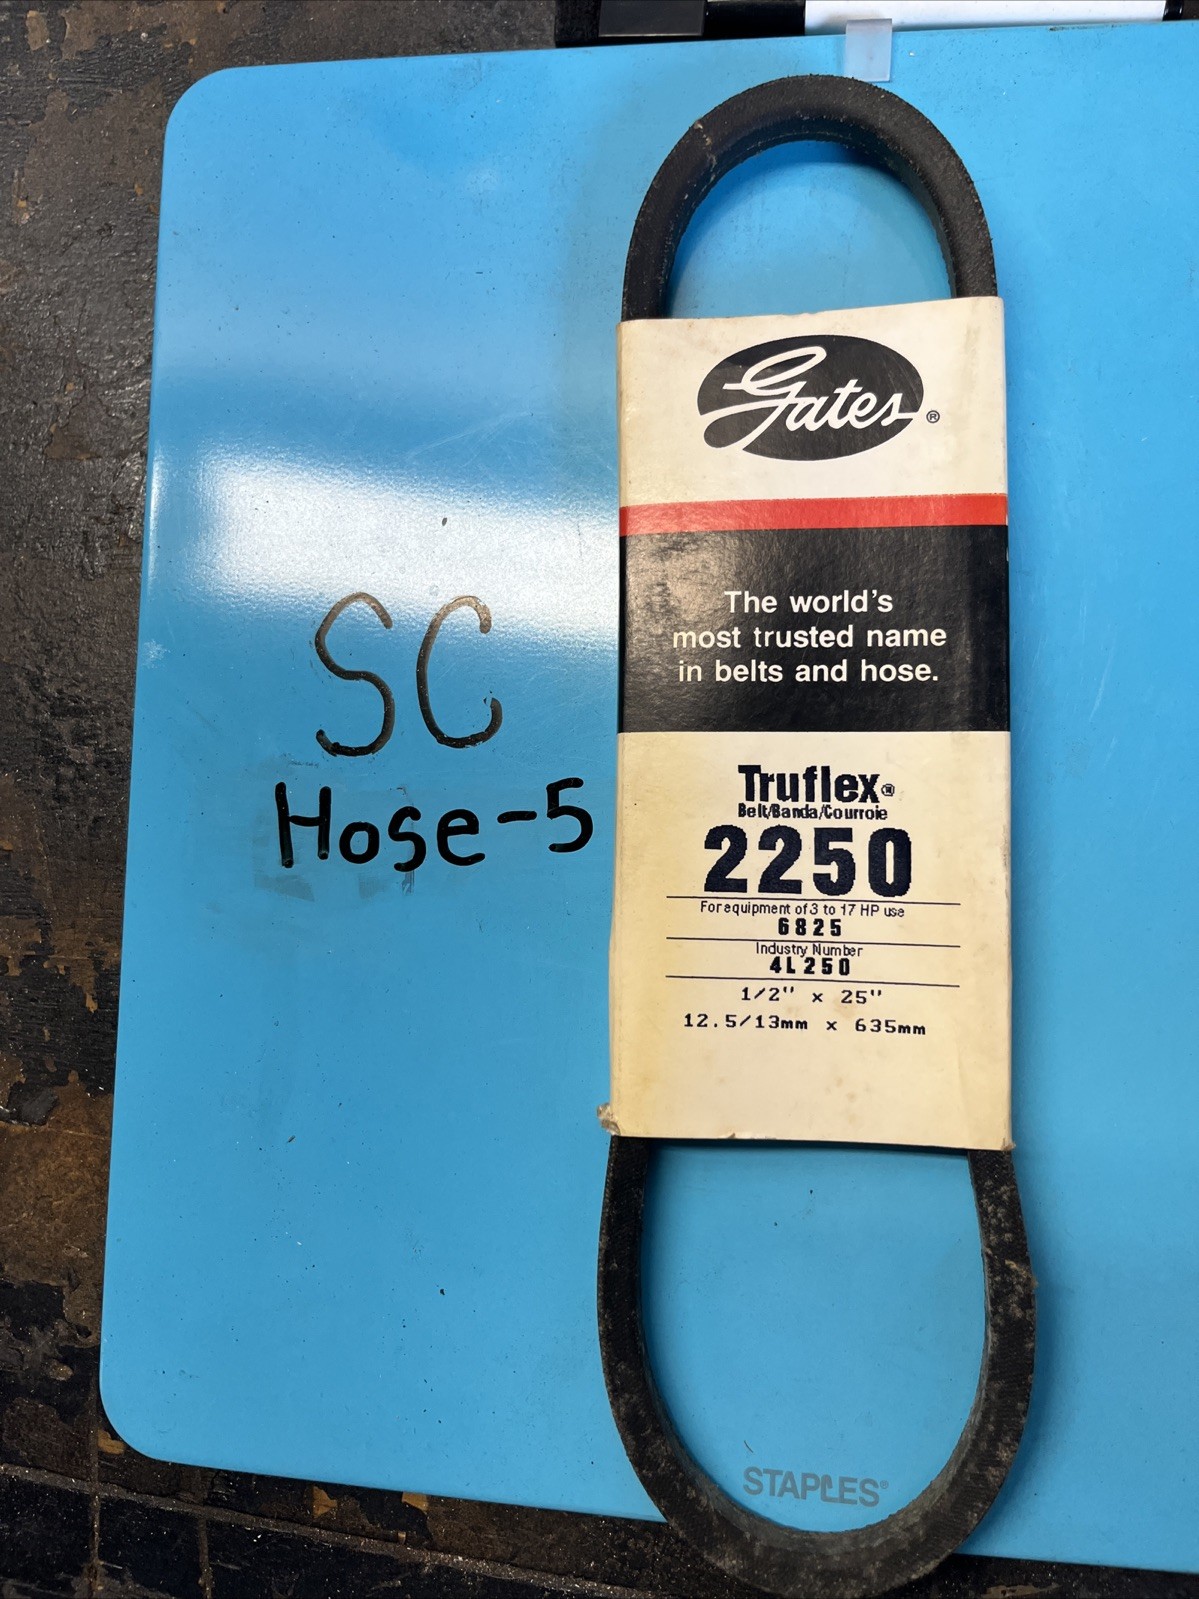 Gates®
The world's
most trusted name
in belts and hose.
Truflex®
Belt/Banda/Courroie
2250
For equipment of 3 to 17 HP use
6825
Industry Number
4L250
1/2" x 25"
12.5/13mm x 635mm
SC
Hose-5
STAPLES®